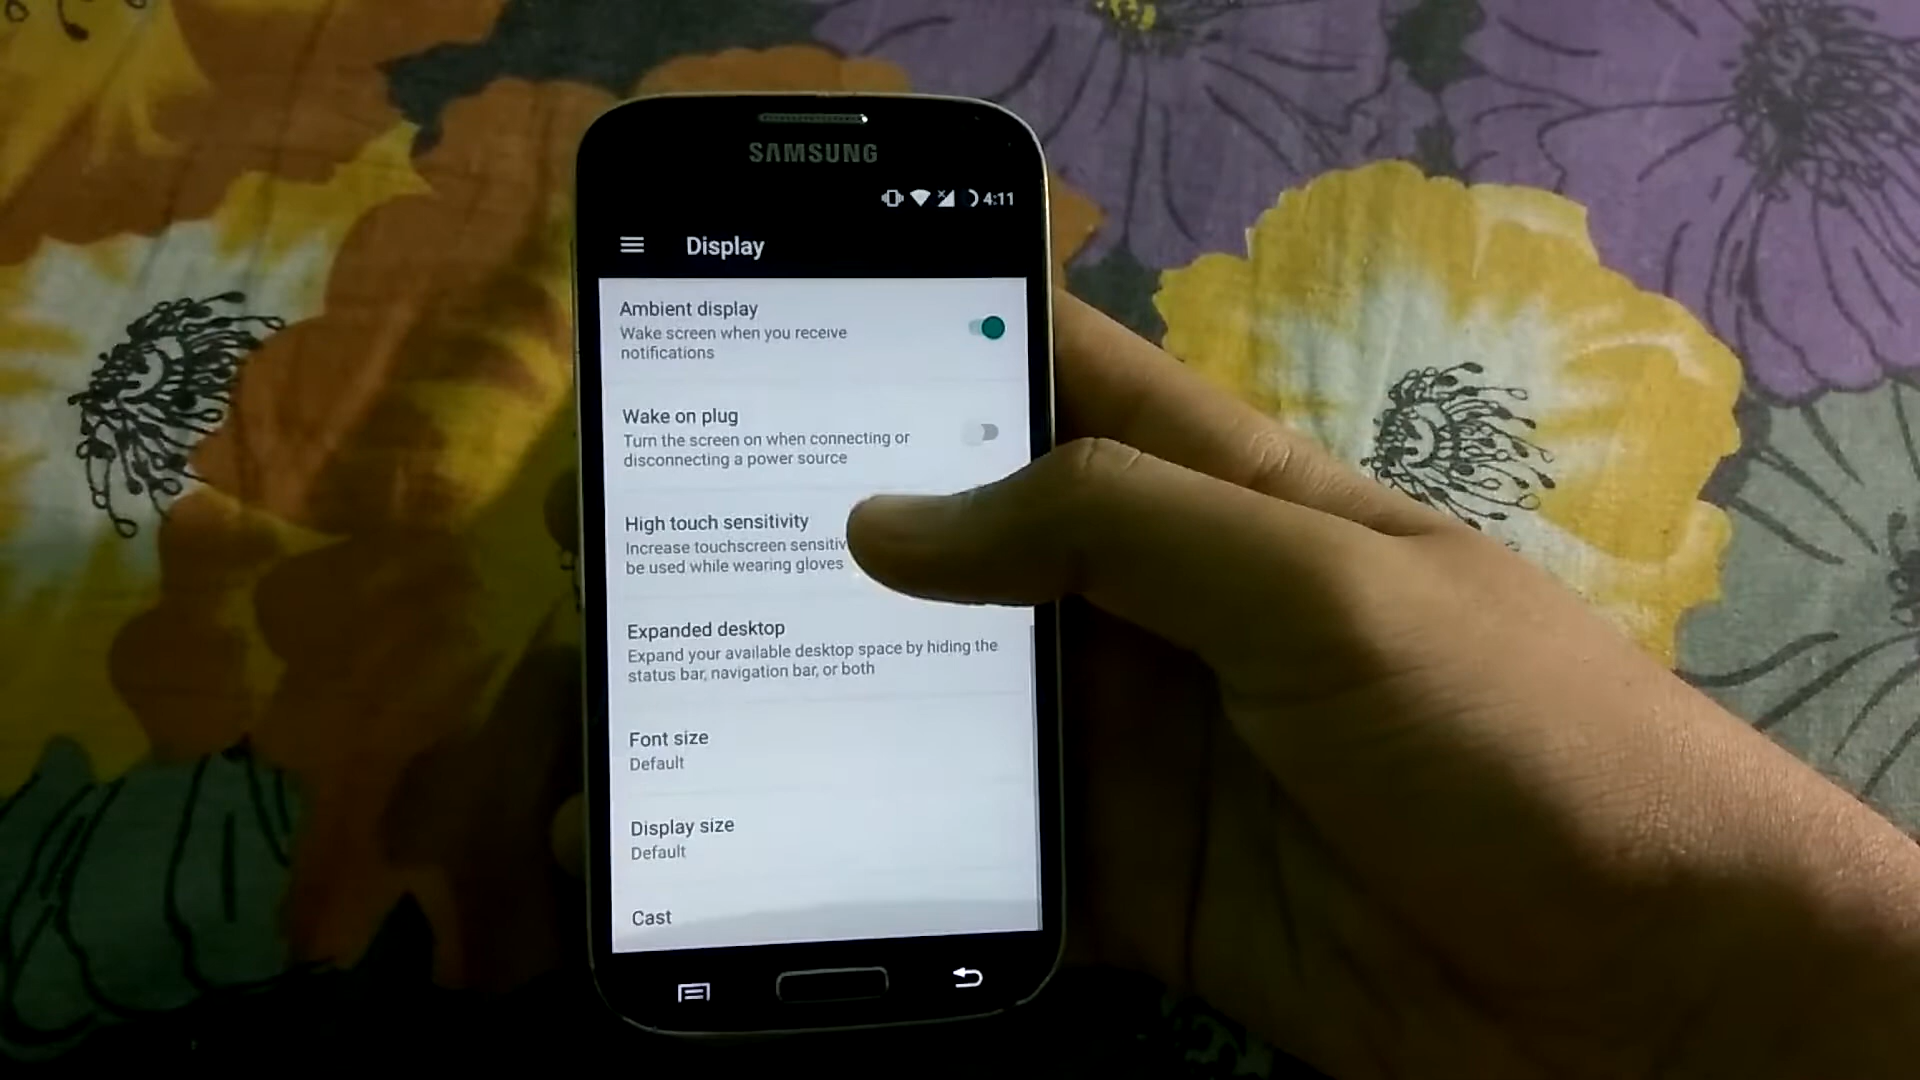 SAMSUNG
4:11
Display
Ambient display
Wake screen when you receive
notifications
Wake on plug
Turn the screen on when connecting or
disconnecting a power source
High touch sensitivity
Increase touchscreen sensitiv
be used while wearing gloves
Expanded desktop
Expand your available desktop space by hiding the
status bar, navigation bar, or both
Font size
Default
Display size
Default
Cast